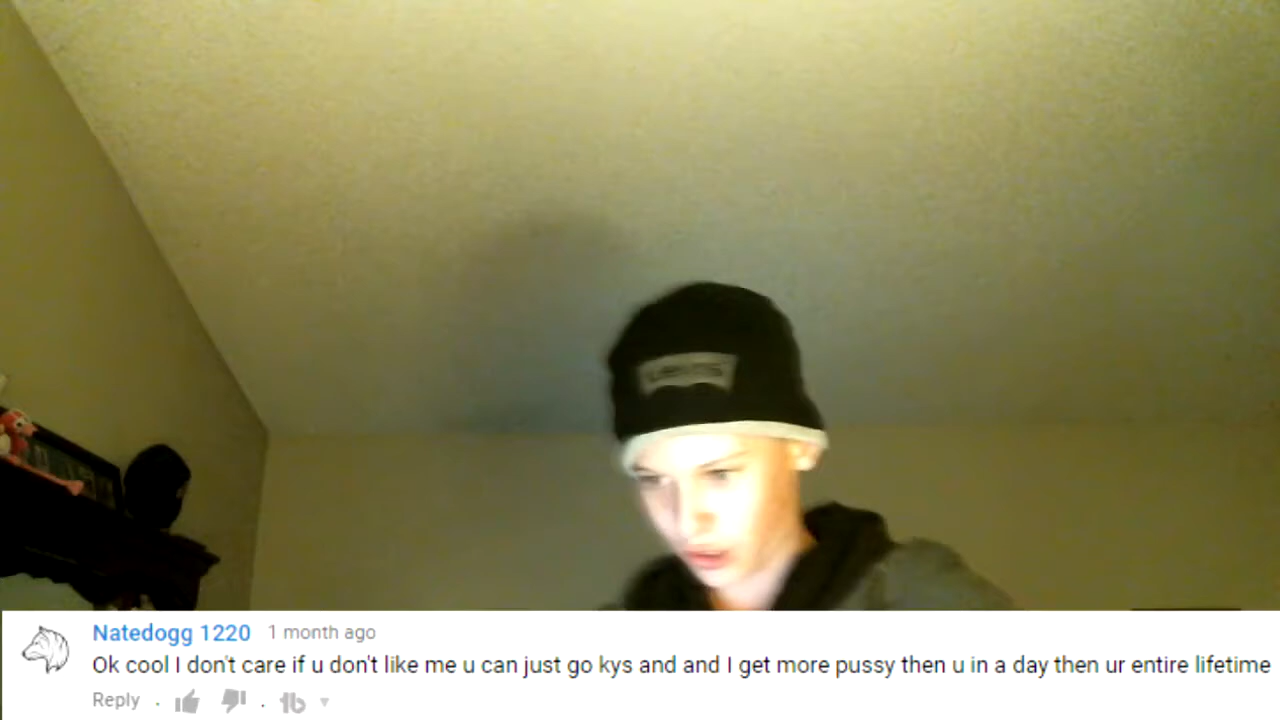 Levi's
Natedogg 1220 1 month ago
Ok cool I don't care if u don't like me u can just go kys and and I get more pussy then u in a day then ur entire lifetime
Reply